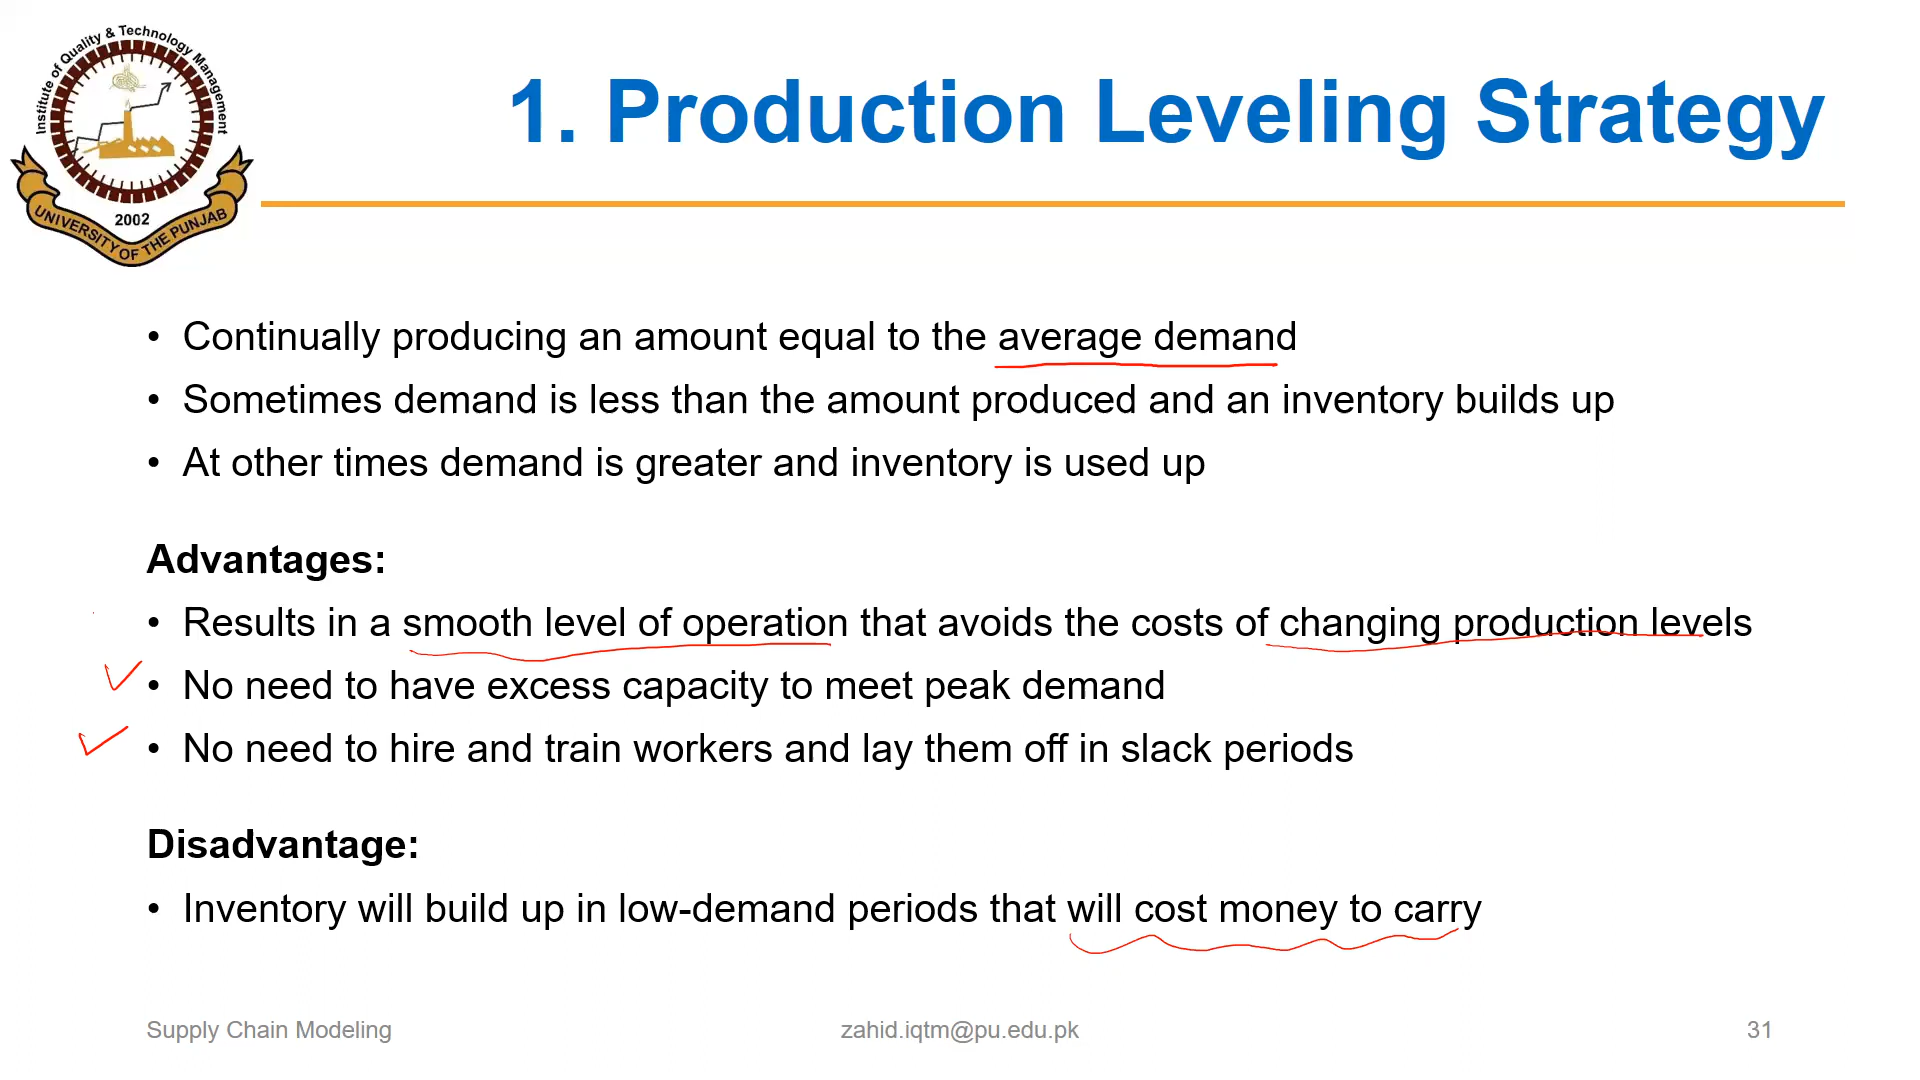 Institute of Quality & Technology Management
2002
UNIVERSITY OF THE PUNJAB
1. Production Leveling Strategy
• Continually producing an amount equal to the average demand
• Sometimes demand is less than the amount produced and an inventory builds up
• At other times demand is greater and inventory is used up
Advantages:
• Results in a smooth level of operation that avoids the costs of changing production levels
• No need to have excess capacity to meet peak demand
• No need to hire and train workers and lay them off in slack periods
Disadvantage:
• Inventory will build up in low-demand periods that will cost money to carry
Supply Chain Modeling
zahid.iqtm@pu.edu.pk
31